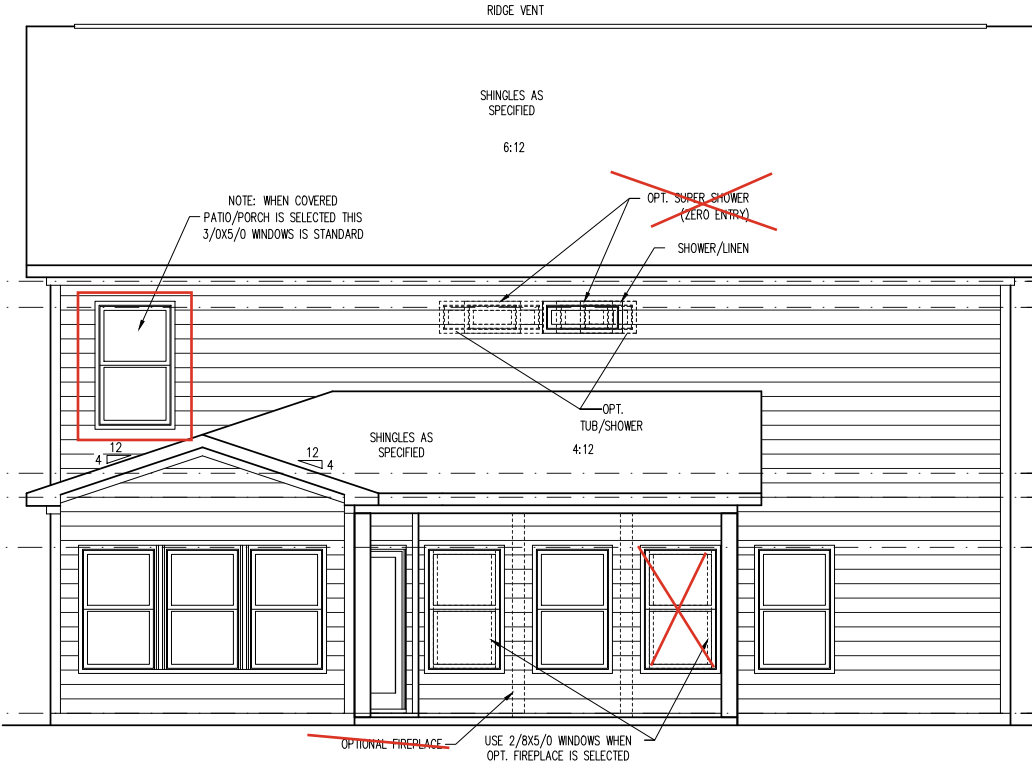 RIDGE VENT
SHINGLES AS
SPECIFIED
6:12
NOTE: WHEN COVERED
PATIO/PORCH IS SELECTED THIS
3/0X5/0 WINDOWS IS STANDARD
OPT. SUPER SHOWER
(ZERO ENTRY)
SHOWER/LINEN
OPT.
TUB/SHOWER
SHINGLES AS
SPECIFIED
4:12
12
4
12
4
OPTIONAL FIREPLACE
USE 2/8X5/0 WINDOWS WHEN
OPT. FIREPLACE IS SELECTED